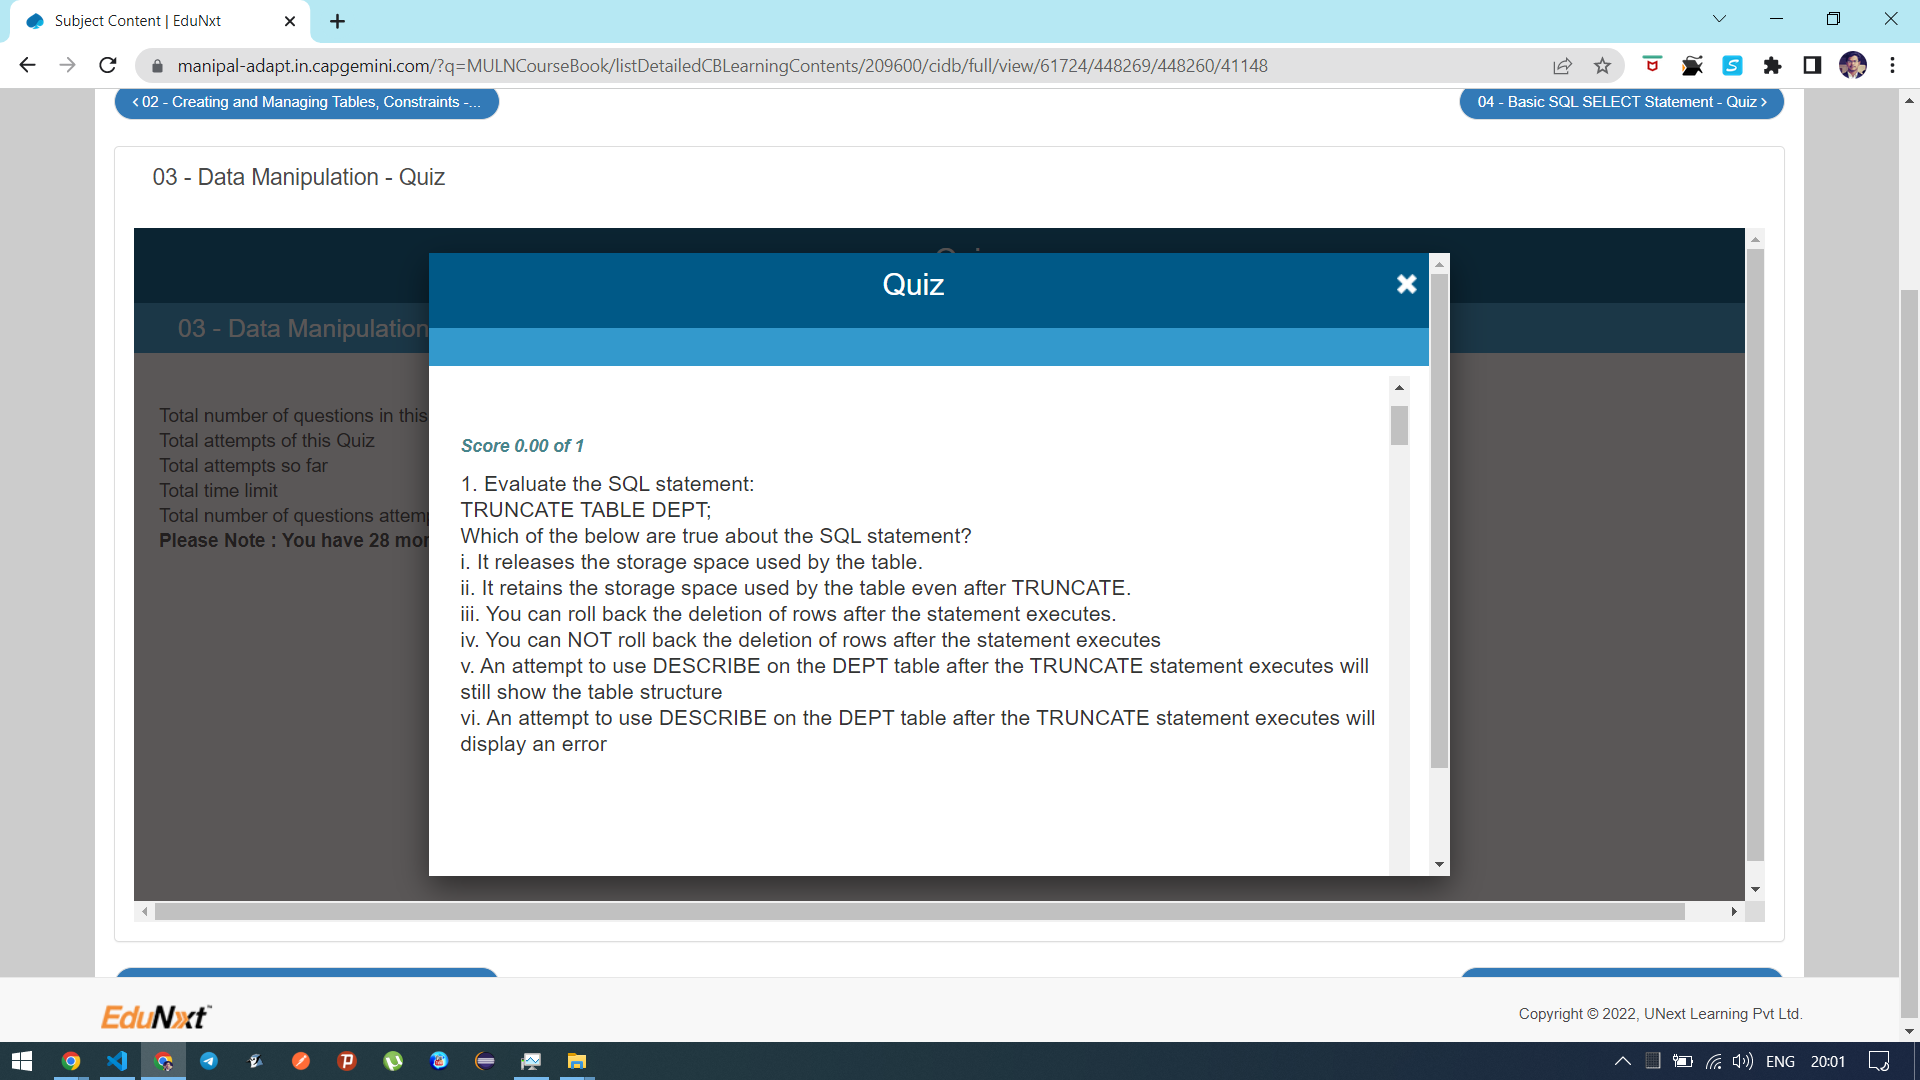 Subject Content | EduNxt
manipal-adapt.in.capgemini.com/?q=MULNCourseBook/listDetailedCBLearningContents/209600/cidb/full/view/61724/448269/448260/41148
‹ 02 - Creating and Managing Tables, Constraints -...
04 - Basic SQL SELECT Statement - Quiz ›
03 - Data Manipulation - Quiz
Quiz
03 - Data Manipulation
Total number of questions in this
Total attempts of this Quiz
Total attempts so far
Total time limit
Total number of questions attemp
Please Note : You have 28 mor
Score 0.00 of 1
1. Evaluate the SQL statement:
TRUNCATE TABLE DEPT;
Which of the below are true about the SQL statement?
i. It releases the storage space used by the table.
ii. It retains the storage space used by the table even after TRUNCATE.
iii. You can roll back the deletion of rows after the statement executes.
iv. You can NOT roll back the deletion of rows after the statement executes
v. An attempt to use DESCRIBE on the DEPT table after the TRUNCATE statement executes will
still show the table structure
vi. An attempt to use DESCRIBE on the DEPT table after the TRUNCATE statement executes will
display an error
EduNxt™
Copyright © 2022, UNext Learning Pvt Ltd.
ENG
20:01